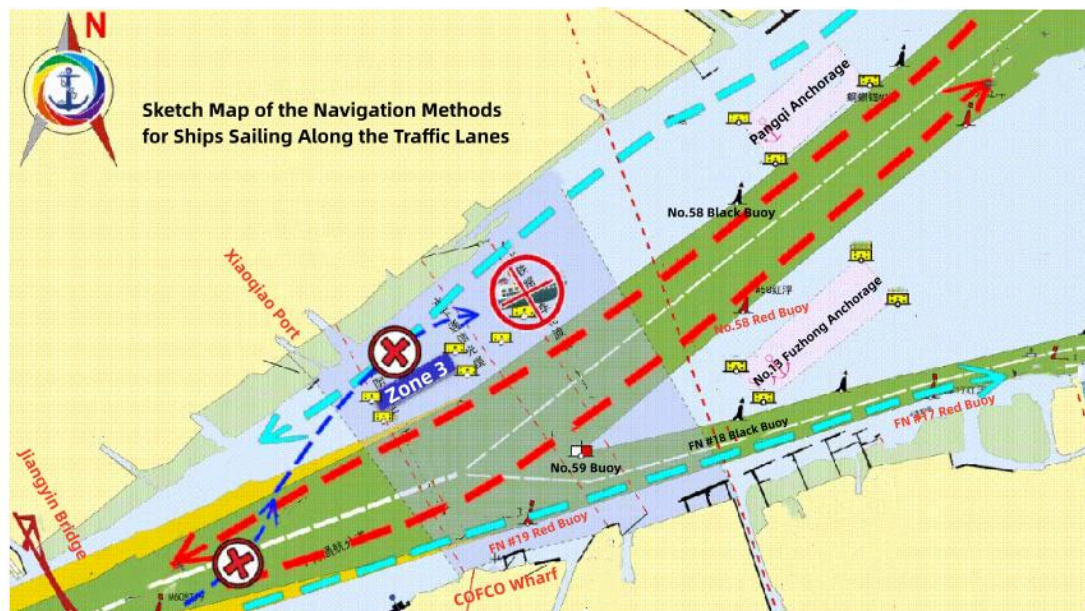 N
Sketch Map of the Navigation Methods
for Ships Sailing Along the Traffic Lanes
Pangqi Anchorage
No.58 Black Buoy
Xiaoqiao Port
No.58 Red Buoy
No.13 Fuzhong Anchorage
Zone 3
No.59 Buoy
FN #18 Black Buoy
FN #17 Red Buoy
FN #19 Red Buoy
Jiangyin Bridge
COFCO Wharf